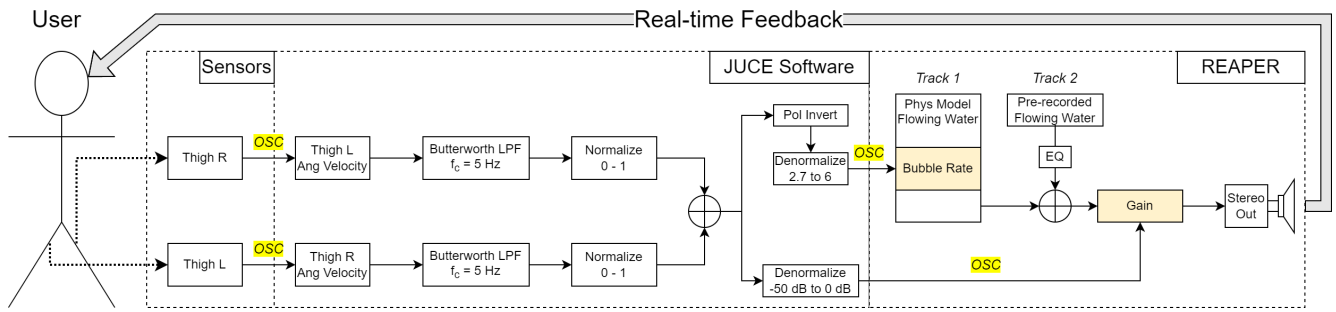 User
Real-time Feedback
Sensors
JUCE Software
REAPER
Track 1
Track 2
Thigh R
OSC
Thigh L
Ang Velocity
Butterworth LPF
fc = 5 Hz
Normalize
0 - 1
Pol Invert
Denormalize
2.7 to 6
OSC
Phys Model
Flowing Water
Bubble Rate
Pre-recorded
Flowing Water
EQ
Gain
Stereo
Out
Thigh L
OSC
Thigh R
Ang Velocity
Butterworth LPF
fc = 5 Hz
Normalize
0 - 1
Denormalize
-50 dB to 0 dB
OSC